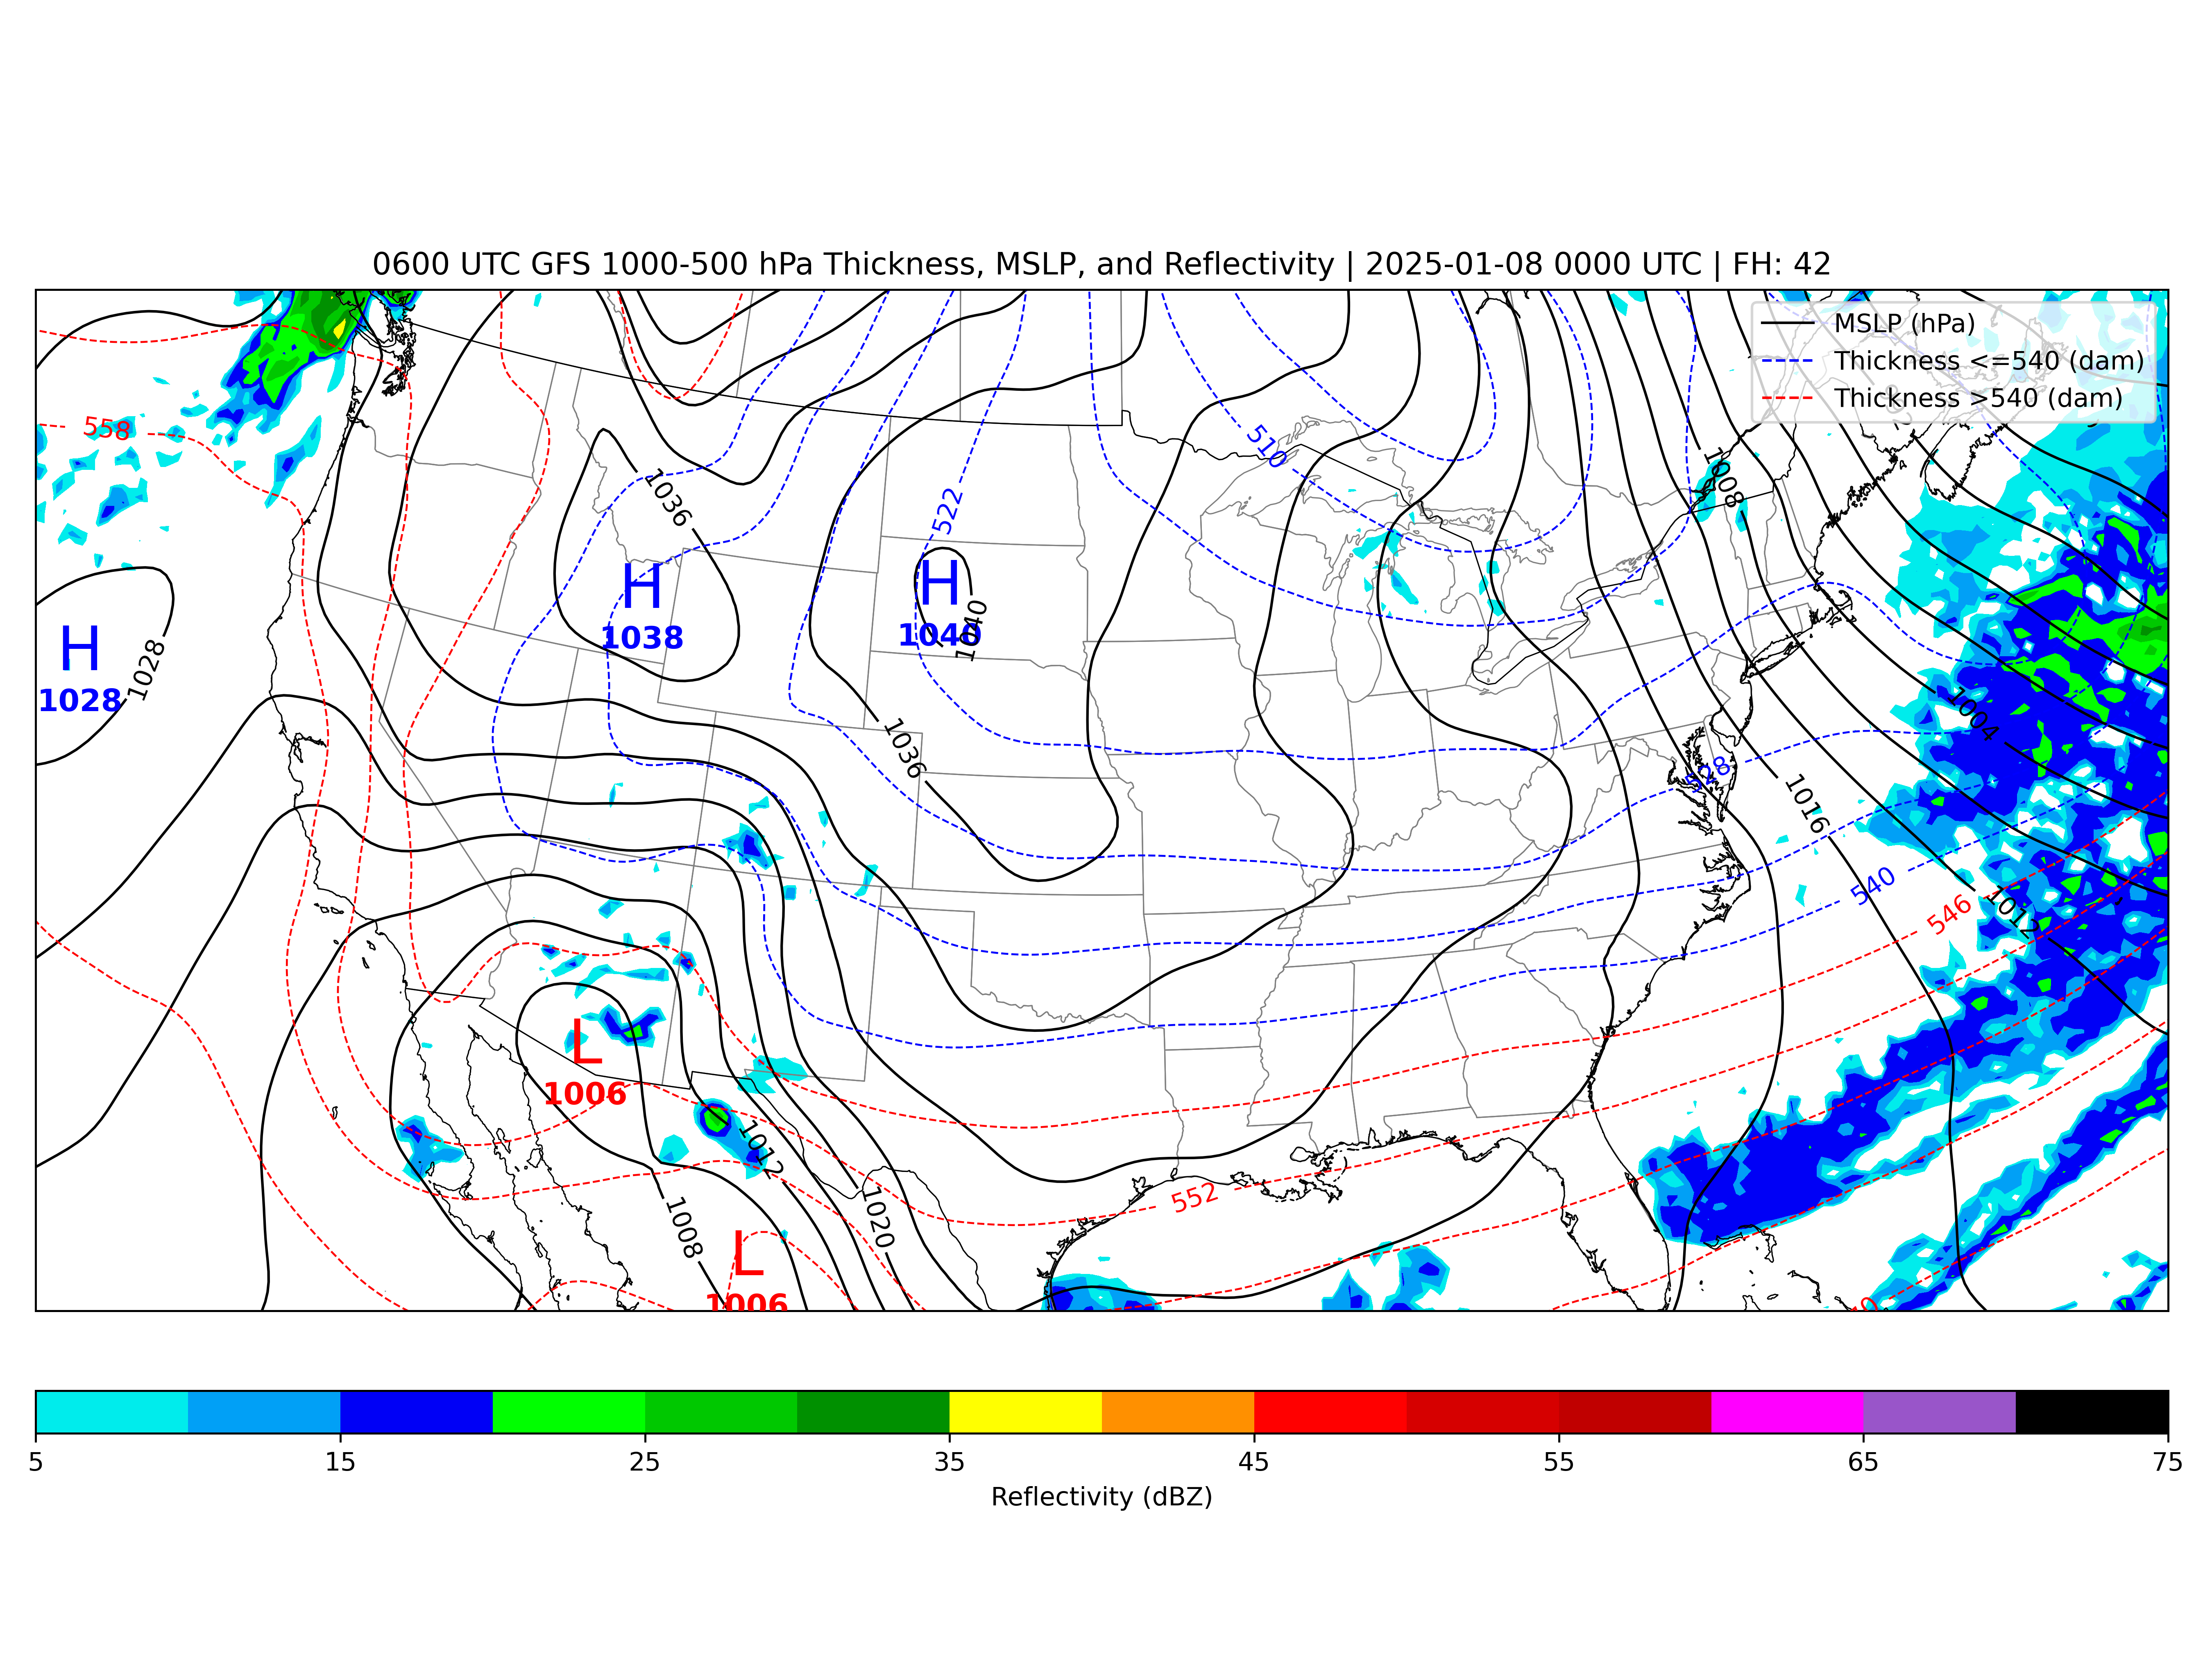 0600 UTC GFS 1000-500 hPa Thickness, MSLP, and Reflectivity | 2025-01-08 0000 UTC | FH: 42
MSLP (hPa)
Thickness <=540 (dam)
Thickness >540 (dam)
558
510
1036
1008
522
H
1038
H
1040
1040
H
1028
1028
1004
1036
528
1016
540
546
1012
L
1006
1012
552
1020
1008
L
1006
5 15 25 35 45 55 65 75
Reflectivity (dBZ)